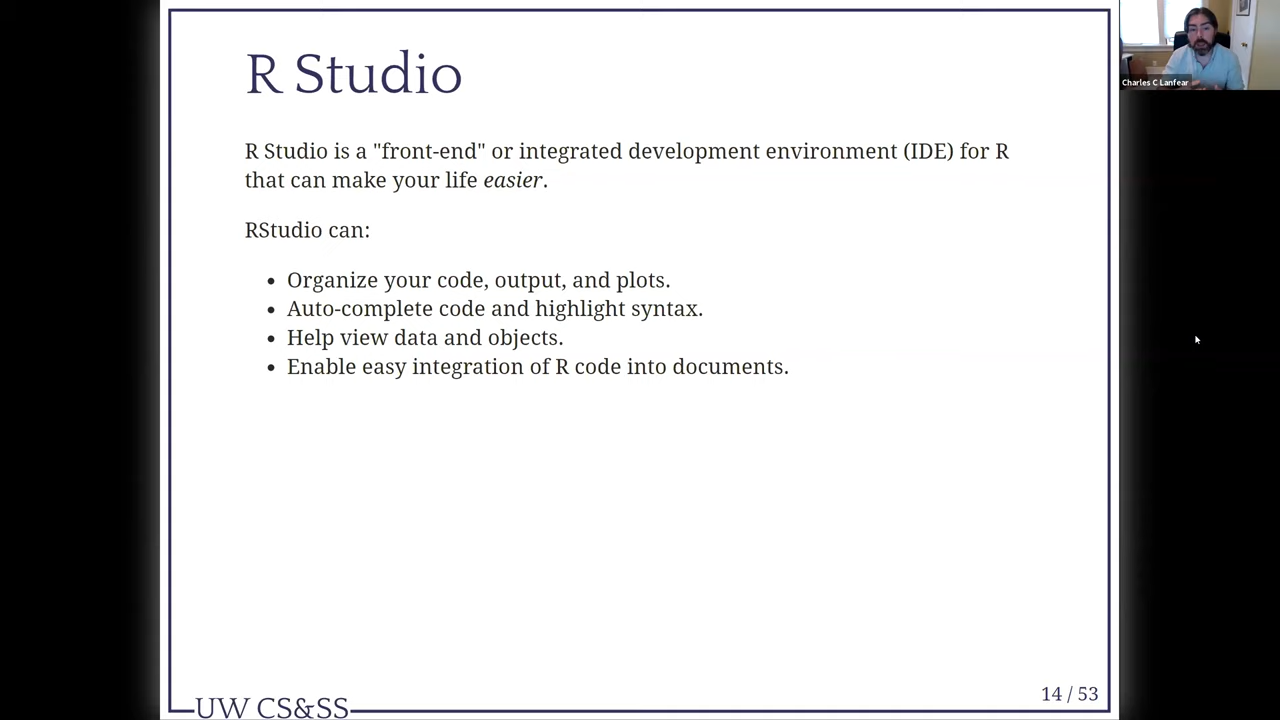 R Studio
Charles C Lanfear
R Studio is a "front-end" or integrated development environment (IDE) for R
that can make your life easier.
RStudio can:
• Organize your code, output, and plots.
• Auto-complete code and highlight syntax.
• Help view data and objects.
• Enable easy integration of R code into documents.
14 / 53
UW CS&SS